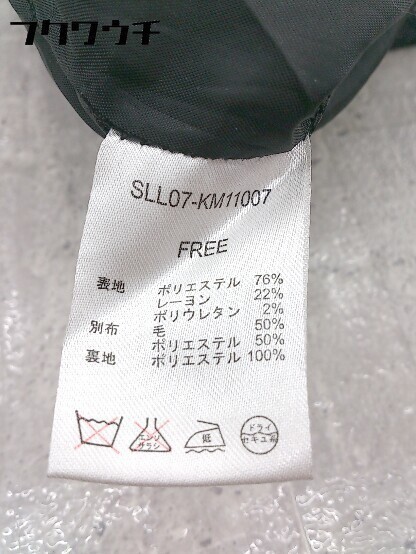 フクワウチ
SLL07-KM11007
FREE
表地 ポリエステル 76%
レーヨン 22%
ポリウレタン 2%
別布 毛 50%
ポリエステル 50%
裏地 ポリエステル 100%
エンソ サラシ 低 ドライ
セキユ系